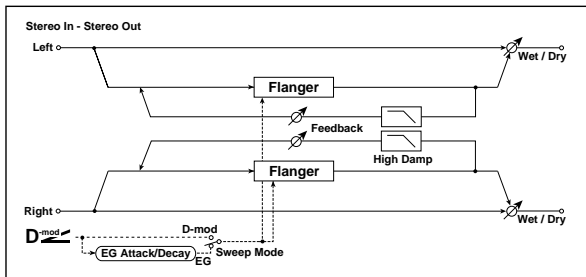 Stereo In - Stereo Out
Left
Wet / Dry
Flanger
Feedback
High Damp
Flanger
Right
Wet / Dry
D-mod
D-mod
EG Attack/Decay
EG
Sweep Mode